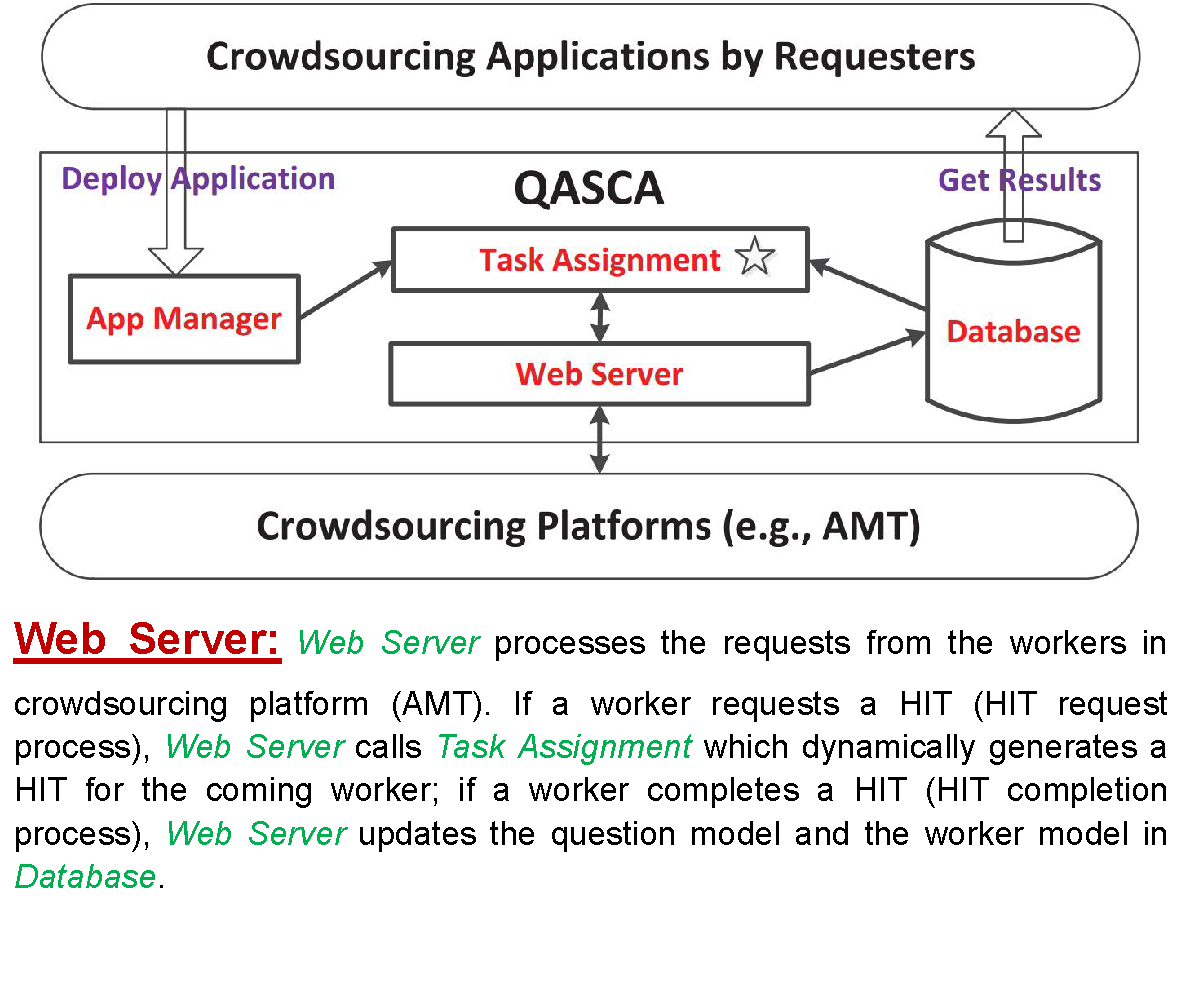 Crowdsourcing Applications by Requesters
Deploy Application
QASCA
Get Results
Task Assignment
App Manager
Database
Web Server
Crowdsourcing Platforms (e.g., AMT)
Web Server: Web Server processes the requests from the workers in
crowdsourcing platform (AMT). If a worker requests a HIT (HIT request
process), Web Server calls Task Assignment which dynamically generates a
HIT for the coming worker; if a worker completes a HIT (HIT completion
process), Web Server updates the question model and the worker model in
Database.